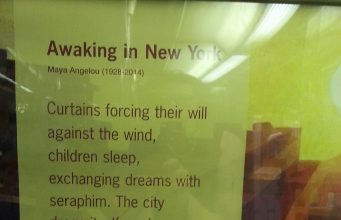 Awaking in New York
Maya Angelou (1928-2014)
Curtains forcing their will
against the wind,
children sleep,
exchanging dreams with
seraphim. The city